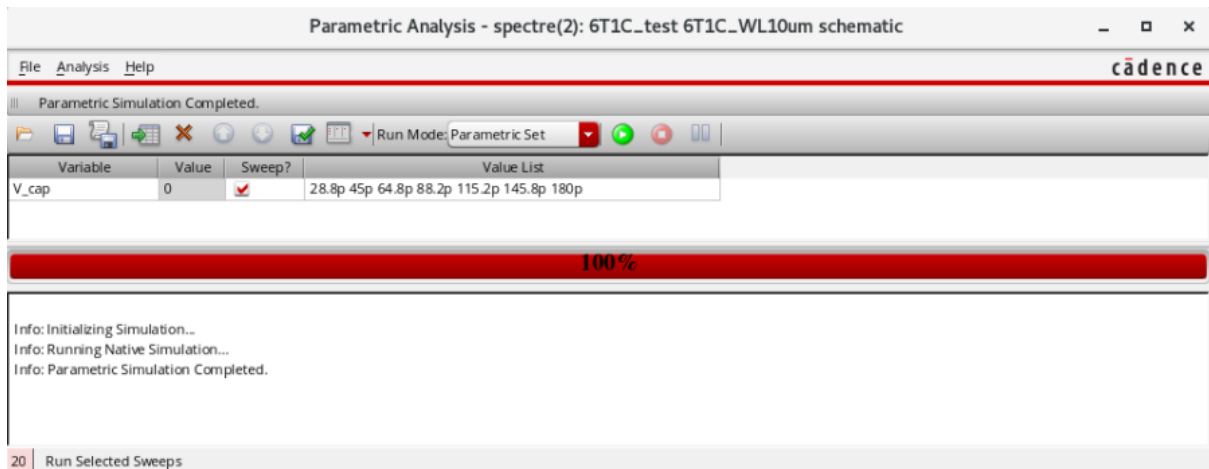 Parametric Analysis - spectre(2): 6T1C_test 6T1C_WL10um schematic
File Analysis Help
cādence
Parametric Simulation Completed.
Run Mode: Parametric Set
Variable Value Sweep? Value List
V_cap 0 28.8p 45p 64.8p 88.2p 115.2p 145.8p 180p
100%
Info: Initializing Simulation...
Info: Running Native Simulation...
Info: Parametric Simulation Completed.
20 Run Selected Sweeps